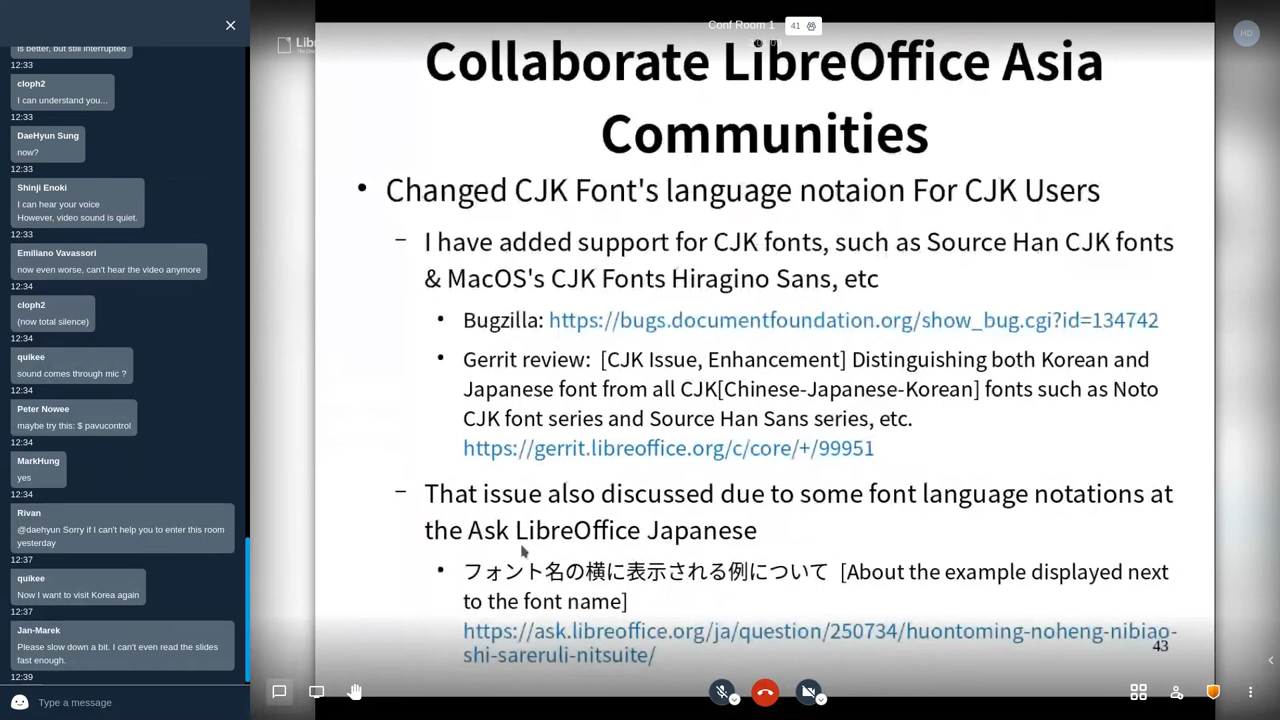 is better, but still interrupted
12:33
cloph2
I can understand you...
12:33
DaeHyun Sung
now?
12:33
Shinji Enoki
I can hear your voice
However, video sound is quiet.
12:33
Emiliano Vavassori
now even worse, can't hear the video anymore
12:34
cloph2
(now total silence)
12:34
quikee
sound comes through mic ?
12:34
Peter Nowee
maybe try this: $ pavucontrol
12:34
MarkHung
yes
12:34
Rivan
@daehyun Sorry if I can't help you to enter this room
yesterday
12:37
quikee
Now I want to visit Korea again
12:37
Jan-Marek
Please slow down a bit. I can't even read the slides
fast enough.
12:39
Type a message
Conf Room 1
41
HD
Collaborate LibreOffice Asia
Communities
• Changed CJK Font's language notaion For CJK Users
– I have added support for CJK fonts, such as Source Han CJK fonts
& MacOS's CJK Fonts Hiragino Sans, etc
• Bugzilla: https://bugs.documentfoundation.org/show_bug.cgi?id=134742
• Gerrit review: [CJK Issue, Enhancement] Distinguishing both Korean and
Japanese font from all CJK[Chinese-Japanese-Korean] fonts such as Noto
CJK font series and Source Han Sans series, etc.
https://gerrit.libreoffice.org/c/core/+/99951
– That issue also discussed due to some font language notations at
the Ask LibreOffice Japanese
• フォント名の横に表示される例について [About the example displayed next
to the font name]
https://ask.libreoffice.org/ja/question/250734/huontoming-noheng-nibiao-
shi-sareruli-nitsuite/
43